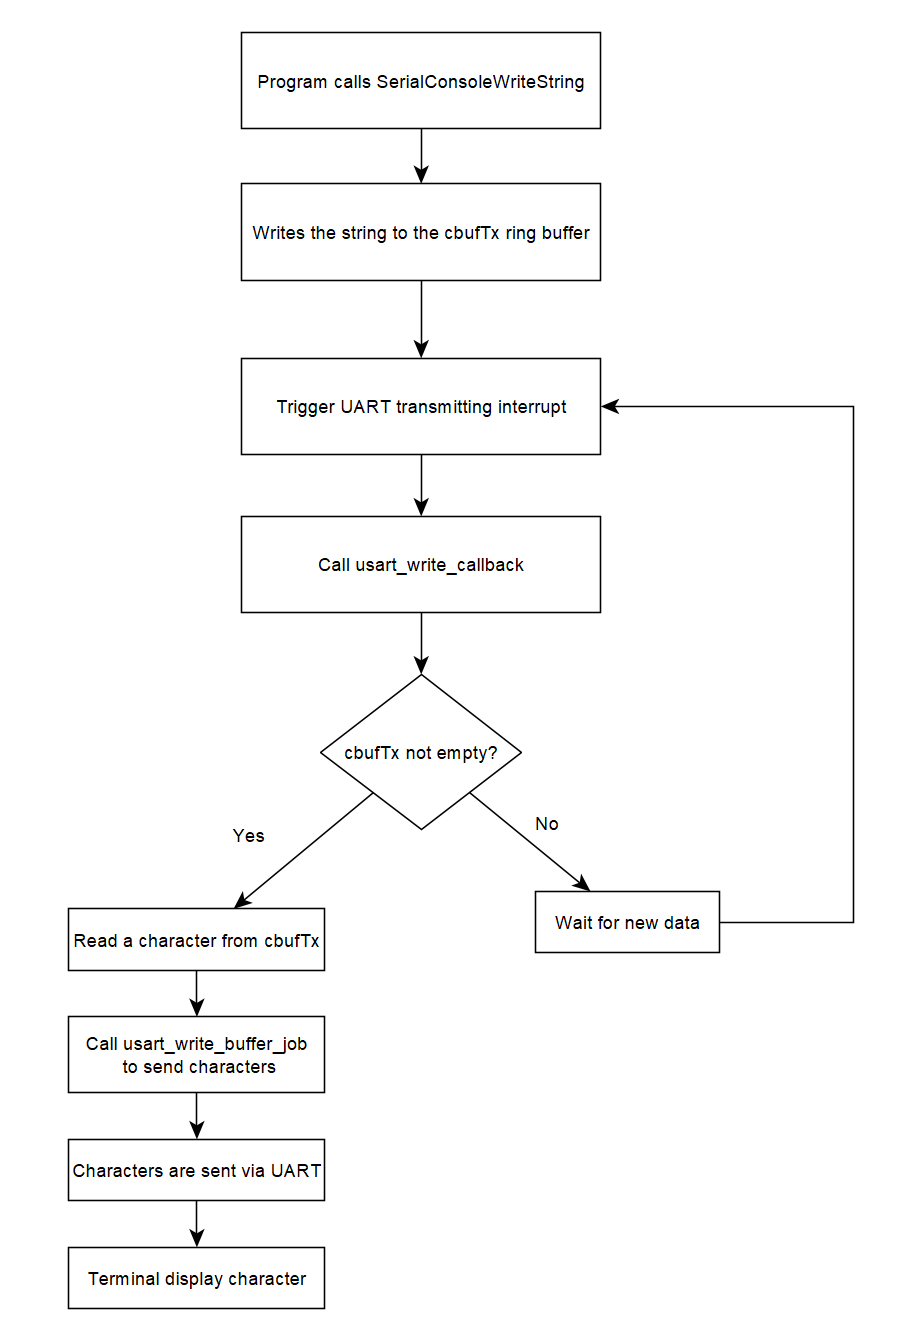 Program calls SerialConsoleWriteString
Writes the string to the cbufTx ring buffer
Trigger UART transmitting interrupt
Call usart_write_callback
cbufTx not empty?
Yes
No
Read a character from cbufTx
Wait for new data
Call usart_write_buffer_job
to send characters
Characters are sent via UART
Terminal display character